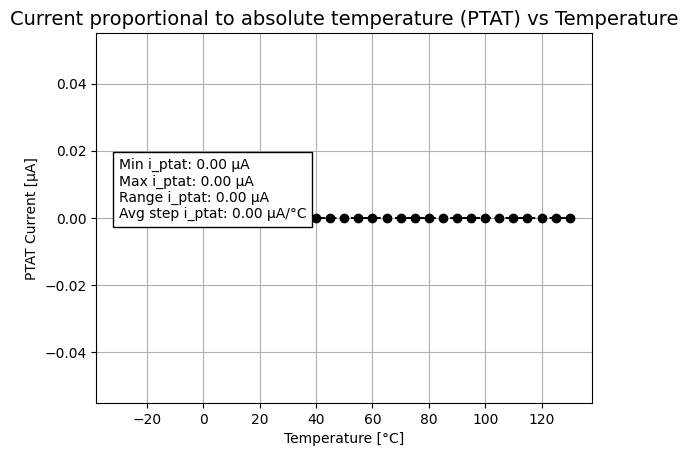 Current proportional to absolute temperature (PTAT) vs Temperature
0.04
0.02
Min i_ptat: 0.00 μA
Max i_ptat: 0.00 μA
Range i_ptat: 0.00 μA
Avg step i_ptat: 0.00 μA/°C
0.00
−0.02
−0.04
PTAT Current [μA]
−20 0 20 40 60 80 100 120
Temperature [°C]